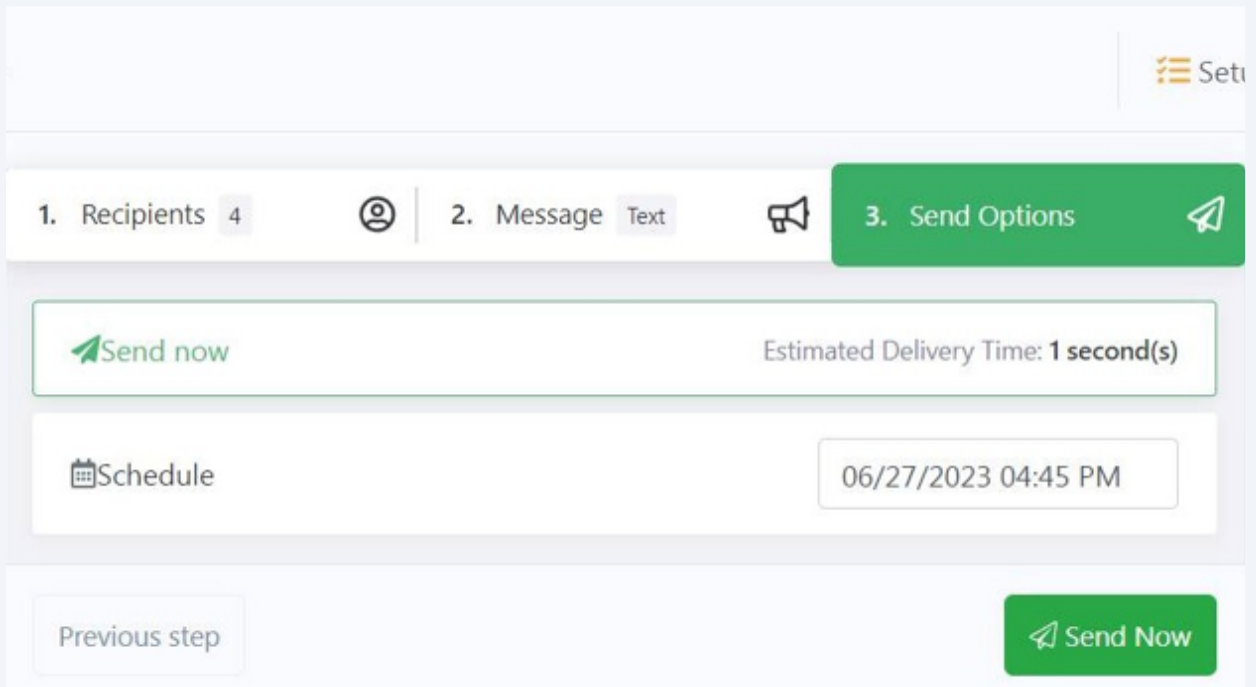 Setu
1. Recipients 4 2. Message Text 3. Send Options
Send now Estimated Delivery Time: 1 second(s)
Schedule 06/27/2023 04:45 PM
Previous step Send Now